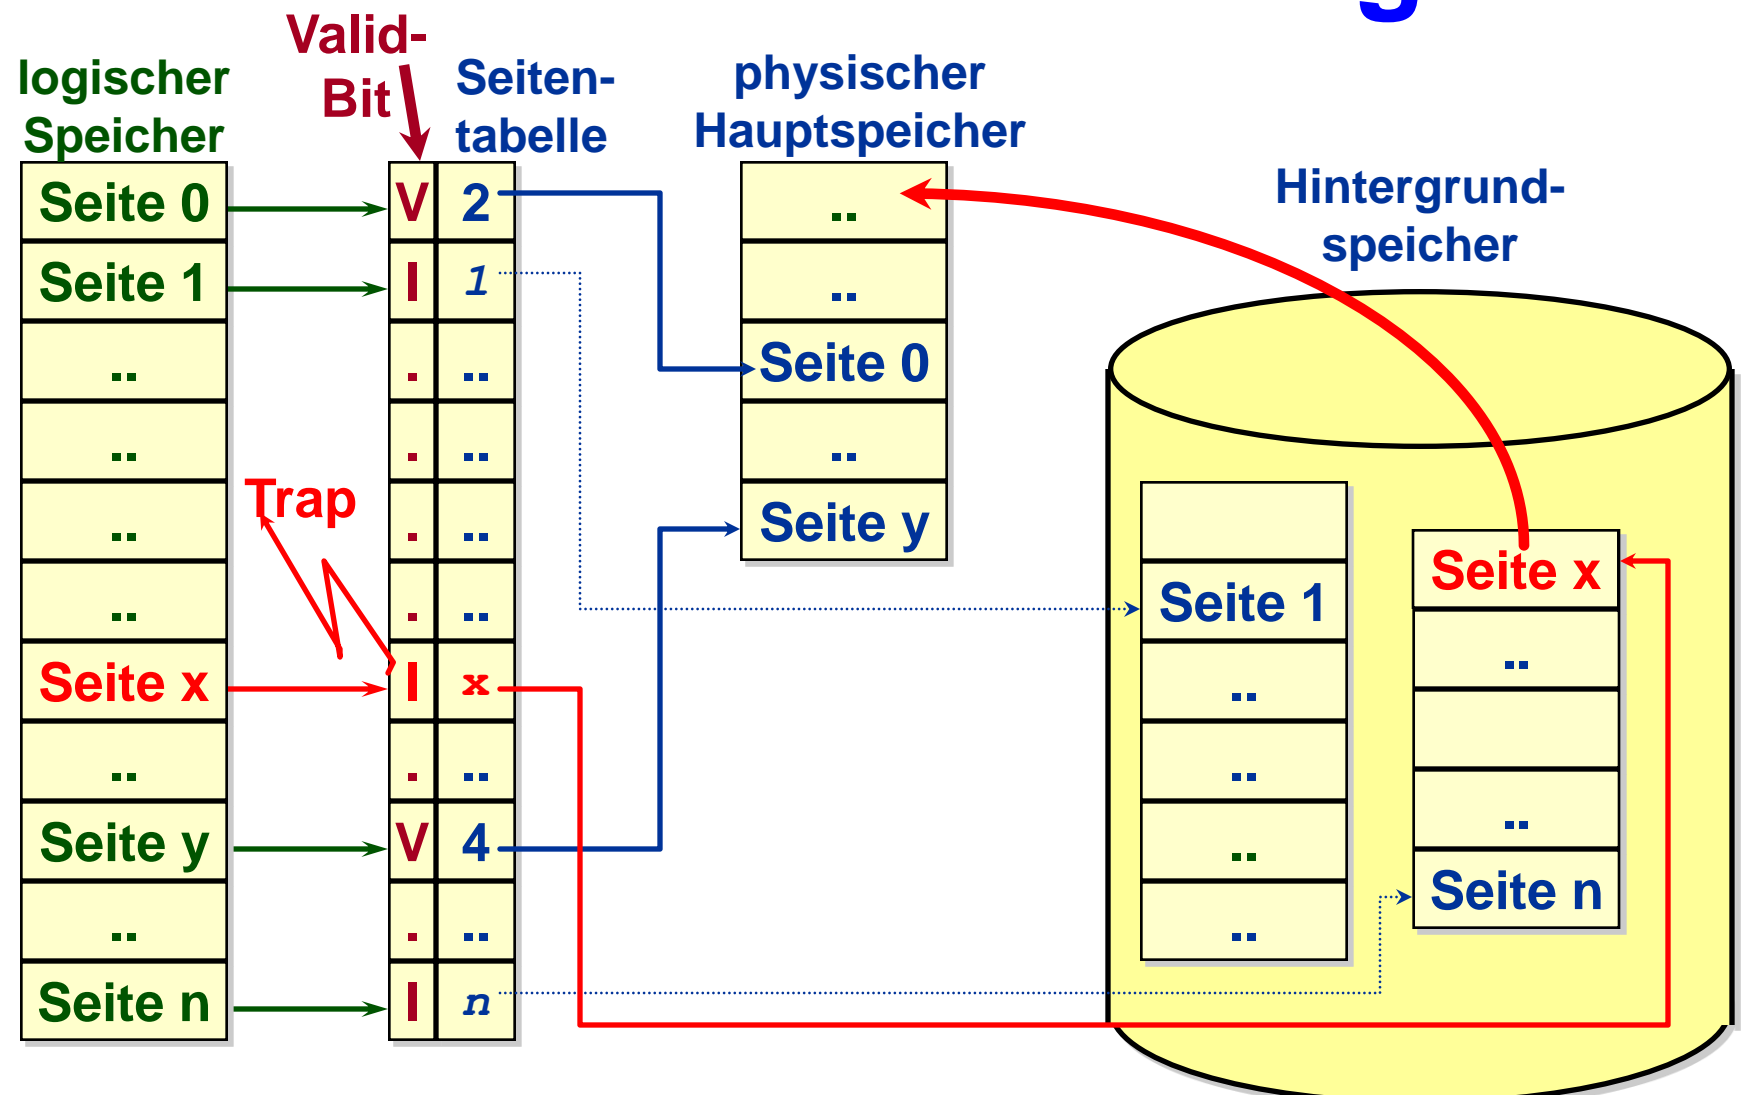 g
Valid-
Bit
logischer
Speicher
Seiten-
tabelle
physischer
Hauptspeicher
Hintergrund-
speicher
Seite 0
V 2
..
Seite 1
I 1
..
..
. ..
Seite 0
..
. ..
..
Trap
..
. ..
Seite y
..
. ..
Seite x
I x
..
. ..
Seite y
V 4
..
. ..
Seite n
I n
Seite 1
..
..
..
..
Seite x
..
..
Seite n